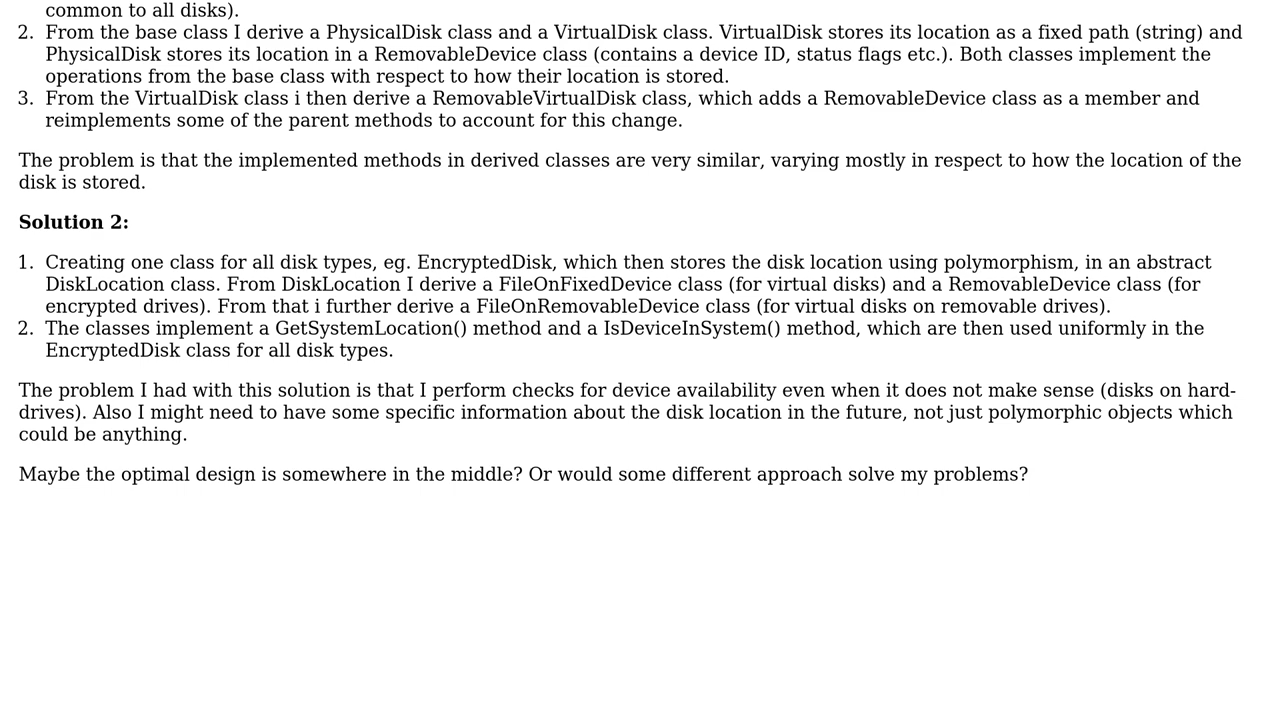 common to all disks).
2. From the base class I derive a PhysicalDisk class and a VirtualDisk class. VirtualDisk stores its location as a fixed path (string) and
PhysicalDisk stores its location in a RemovableDevice class (contains a device ID, status flags etc.). Both classes implement the
operations from the base class with respect to how their location is stored.
3. From the VirtualDisk class i then derive a RemovableVirtualDisk class, which adds a RemovableDevice class as a member and
reimplements some of the parent methods to account for this change.
The problem is that the implemented methods in derived classes are very similar, varying mostly in respect to how the location of the
disk is stored.
Solution 2:
1. Creating one class for all disk types, eg. EncryptedDisk, which then stores the disk location using polymorphism, in an abstract
DiskLocation class. From DiskLocation I derive a FileOnFixedDevice class (for virtual disks) and a RemovableDevice class (for
encrypted drives). From that i further derive a FileOnRemovableDevice class (for virtual disks on removable drives).
2. The classes implement a GetSystemLocation() method and a IsDeviceInSystem() method, which are then used uniformly in the
EncryptedDisk class for all disk types.
The problem I had with this solution is that I perform checks for device availability even when it does not make sense (disks on hard-
drives). Also I might need to have some specific information about the disk location in the future, not just polymorphic objects which
could be anything.
Maybe the optimal design is somewhere in the middle? Or would some different approach solve my problems?